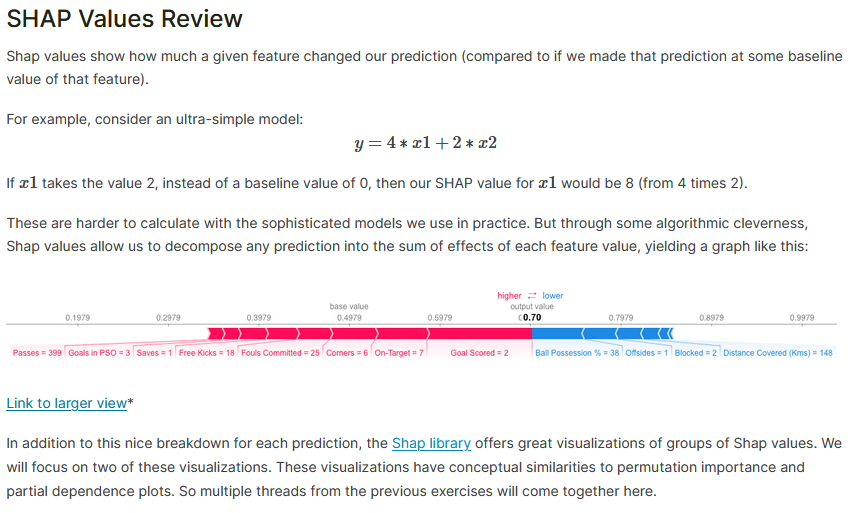 SHAP Values Review
Shap values show how much a given feature changed our prediction (compared to if we made that prediction at some baseline
value of that feature).
For example, consider an ultra-simple model:
y = 4 * x1 + 2 * x2
If x1 takes the value 2, instead of a baseline value of 0, then our SHAP value for x1 would be 8 (from 4 times 2).
These are harder to calculate with the sophisticated models we use in practice. But through some algorithmic cleverness,
Shap values allow us to decompose any prediction into the sum of effects of each feature value, yielding a graph like this:
higher ⇄ lower
base value output value
0.1979 0.2979 0.3979 0.4979 0.5979 0.70 0.7979 0.8979 0.9979
Passes = 399 Goals in PSO = 3 Saves = 1 Free Kicks = 18 Fouls Committed = 25 Corners = 6 On-Target = 7 Goal Scored = 2 Ball Possession % = 38 Offsides = 1 Blocked = 2 Distance Covered (Kms) = 148
Link to larger view*
In addition to this nice breakdown for each prediction, the Shap library offers great visualizations of groups of Shap values. We
will focus on two of these visualizations. These visualizations have conceptual similarities to permutation importance and
partial dependence plots. So multiple threads from the previous exercises will come together here.